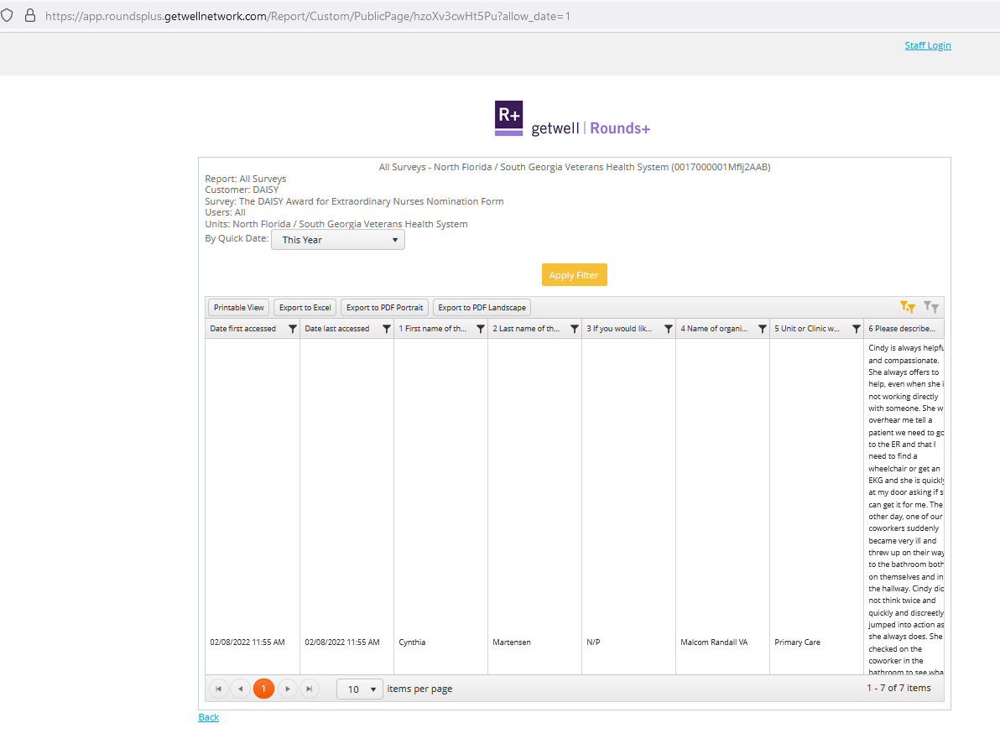 https://app.roundsplus.getwellnetwork.com/Report/Custom/PublicPage/hzoXv3cwHt5Pu?allow_date=1
Staff Login
R+
getwell | Rounds+
All Surveys - North Florida / South Georgia Veterans Health System (0017000001Mflj2AAB)
Report: All Surveys
Customer: DAISY
Survey: The DAISY Award for Extraordinary Nurses Nomination Form
Users: All
Units: North Florida / South Georgia Veterans Health System
By Quick Date: This Year
Apply Filter
Printable View Export to Excel Export to PDF Portrait Export to PDF Landscape
Date first accessed Date last accessed 1 First name of th... 2 Last name of th... 3 If you would lik... 4 Name of organi... 5 Unit or Clinic w... 6 Please describe...
Cindy is always helpfu
and compassionate.
She always offers to
help, even when she i
not working directly
with someone. She w
overhear me tell a
patient we need to go
to the ER and that I
need to find a
wheelchair or get an
EKG and she is quickly
at my door asking if s
can get it for me. The
other day, one of our
coworkers suddenly
became very ill and
threw up on their way
to the bathroom both
on themselves and in
the hallway. Cindy did
not think twice and
quickly and discreetly
jumped into action as
she always does. She
02/08/2022 11:55 AM 02/08/2022 11:55 AM Cynthia Martensen N/P Malcom Randall VA Primary Care
checked on the
coworker in the
bathroom to see wha
1 10 items per page 1 - 7 of 7 items
Back